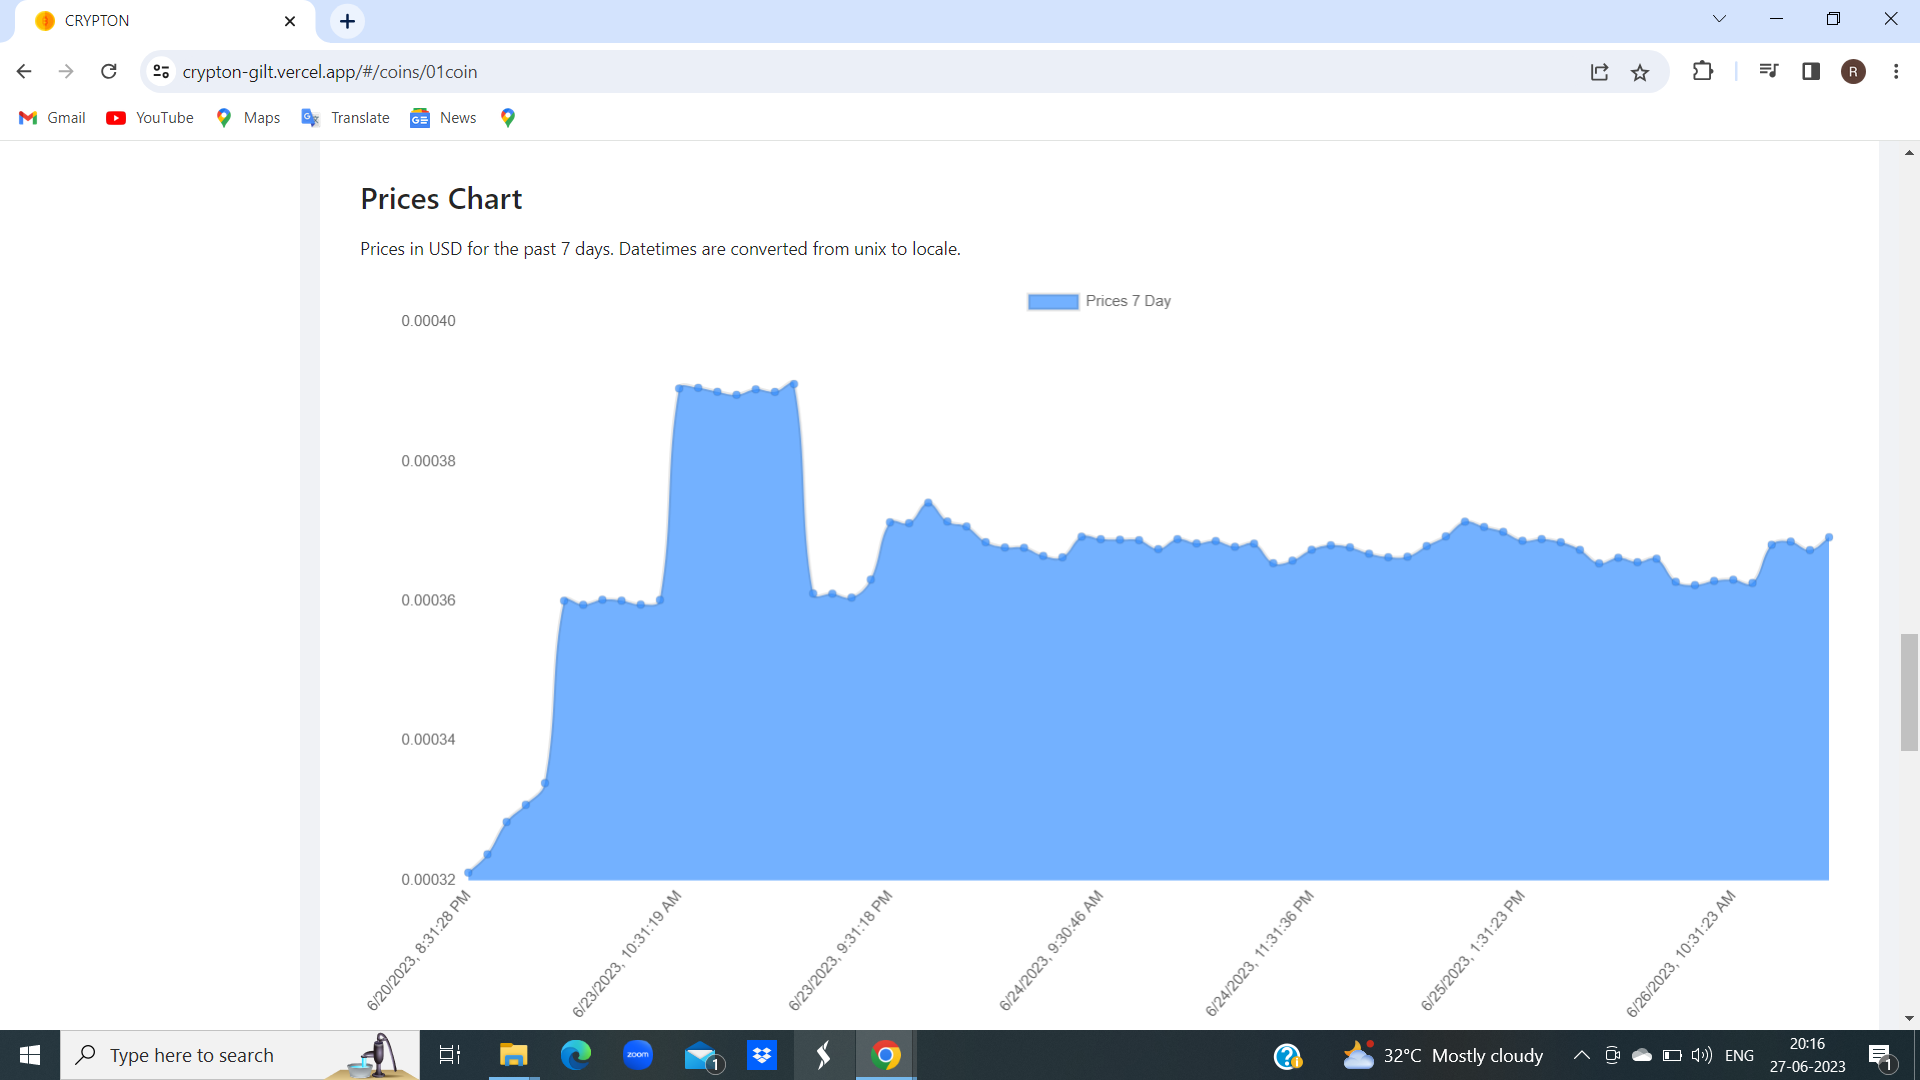 CRYPTON
crypton-gilt.vercel.app/#/coins/01coin
R
Gmail
YouTube
Maps
Translate
News
Prices Chart
Prices in USD for the past 7 days. Datetimes are converted from unix to locale.
Prices 7 Day
0.00040
0.00038
0.00036
0.00034
0.00032
6/20/2023, 8:31:28 PM
6/23/2023, 10:31:19 AM
6/23/2023, 9:31:18 PM
6/24/2023, 9:30:46 AM
6/24/2023, 11:31:36 PM
6/25/2023, 1:31:23 PM
6/26/2023, 10:31:23 AM
Type here to search
zoom
1
32°C Mostly cloudy
ENG
20:16
27-06-2023
1